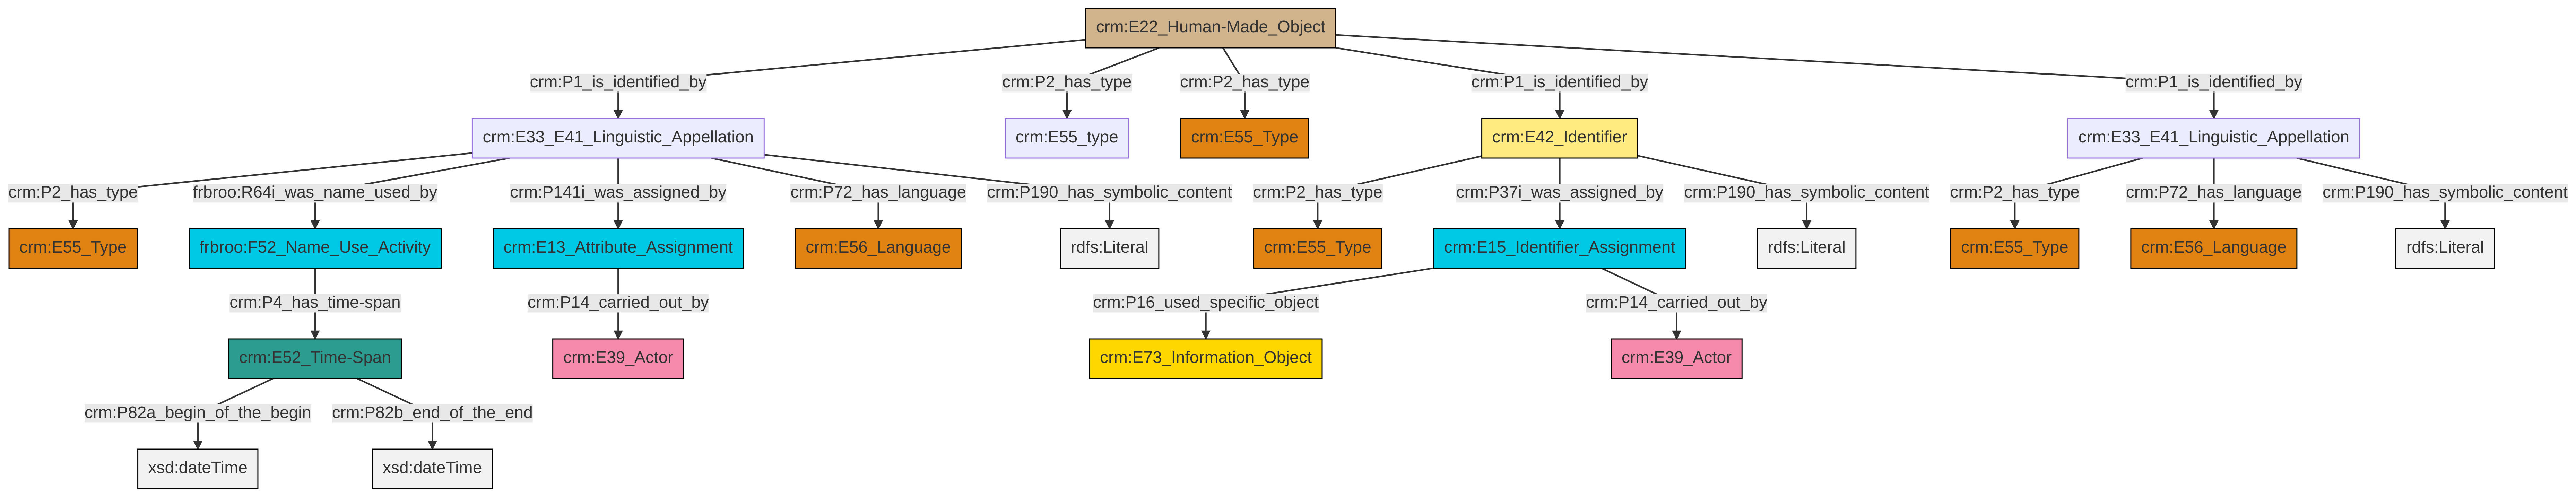 crm:E22_Human-Made_Object
crm:P1_is_identified_by
crm:P2_has_type
crm:P2_has_type
crm:P1_is_identified_by
crm:P1_is_identified_by
crm:E33_E41_Linguistic_Appellation
crm:E55_type
crm:E55_Type
crm:E42_Identifier
crm:E33_E41_Linguistic_Appellation
crm:P2_has_type
frbroo:R64i_was_name_used_by
crm:P141i_was_assigned_by
crm:P72_has_language
crm:P190_has_symbolic_content
crm:P2_has_type
crm:P37i_was_assigned_by
crm:P190_has_symbolic_content
crm:P2_has_type
crm:P72_has_language
crm:P190_has_symbolic_content
crm:E55_Type
frbroo:F52_Name_Use_Activity
crm:E13_Attribute_Assignment
crm:E56_Language
rdfs:Literal
crm:E55_Type
crm:E15_Identifier_Assignment
rdfs:Literal
crm:E55_Type
crm:E56_Language
rdfs:Literal
crm:P4_has_time-span
crm:P14_carried_out_by
crm:P16_used_specific_object
crm:P14_carried_out_by
crm:E52_Time-Span
crm:E39_Actor
crm:E73_Information_Object
crm:E39_Actor
crm:P82a_begin_of_the_begin
crm:P82b_end_of_the_end
xsd:dateTime
xsd:dateTime